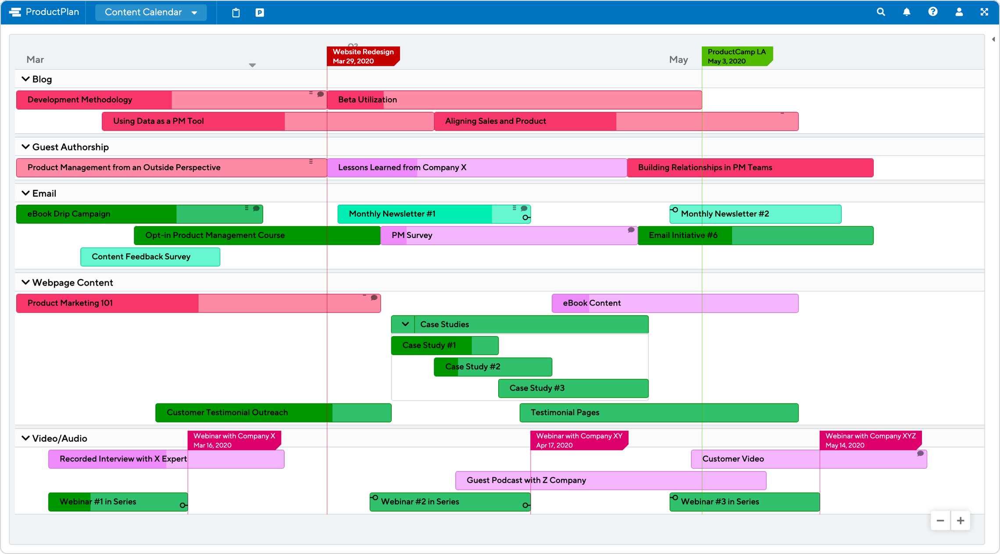 ProductPlan
Content Calendar
P
?
Mar
Website Redesign
Mar 29, 2020
May
ProductCamp LA
May 3, 2020
Blog
Development Methodology
Beta Utilization
Using Data as a PM Tool
Aligning Sales and Product
Guest Authorship
Product Management from an Outside Perspective
Lessons Learned from Company X
Building Relationships in PM Teams
Email
eBook Drip Campaign
Monthly Newsletter #1
Monthly Newsletter #2
Opt-in Product Management Course
PM Survey
Email Initiative #6
Content Feedback Survey
Webpage Content
Product Marketing 101
eBook Content
Case Studies
Case Study #1
Case Study #2
Case Study #3
Customer Testimonial Outreach
Testimonial Pages
Video/Audio
Webinar with Company X
Mar 16, 2020
Webinar with Company XY
Apr 17, 2020
Webinar with Company XYZ
May 14, 2020
Recorded Interview with X Expert
Customer Video
Guest Podcast with Z Company
Webinar #1 in Series
Webinar #2 in Series
Webinar #3 in Series